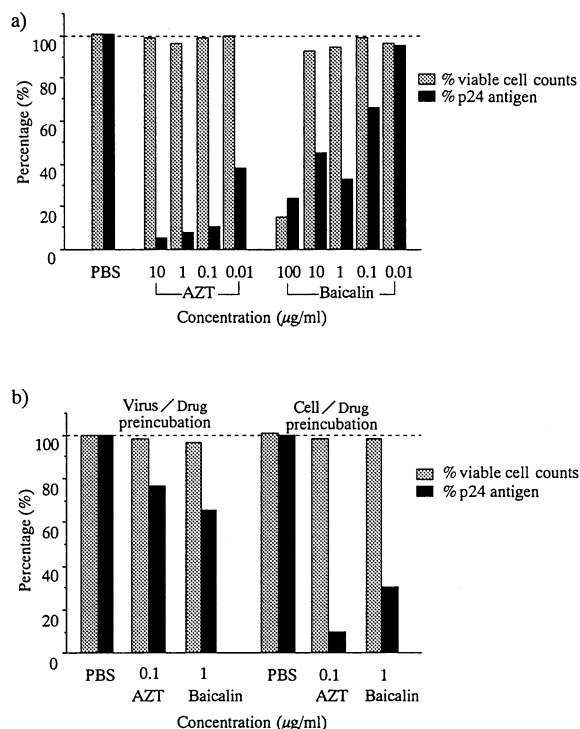 a)
100
80
60
40
20
0
Percentage (%)
% viable cell counts
% p24 antigen
PBS 10 1 0.1 0.01 100 10 1 0.1 0.01
AZT Baicalin
Concentration (μg/ml)
b)
Virus / Drug preincubation
Cell / Drug preincubation
100
80
60
40
20
0
Percentage (%)
% viable cell counts
% p24 antigen
PBS 0.1 1 PBS 0.1 1
AZT Baicalin AZT Baicalin
Concentration (μg/ml)